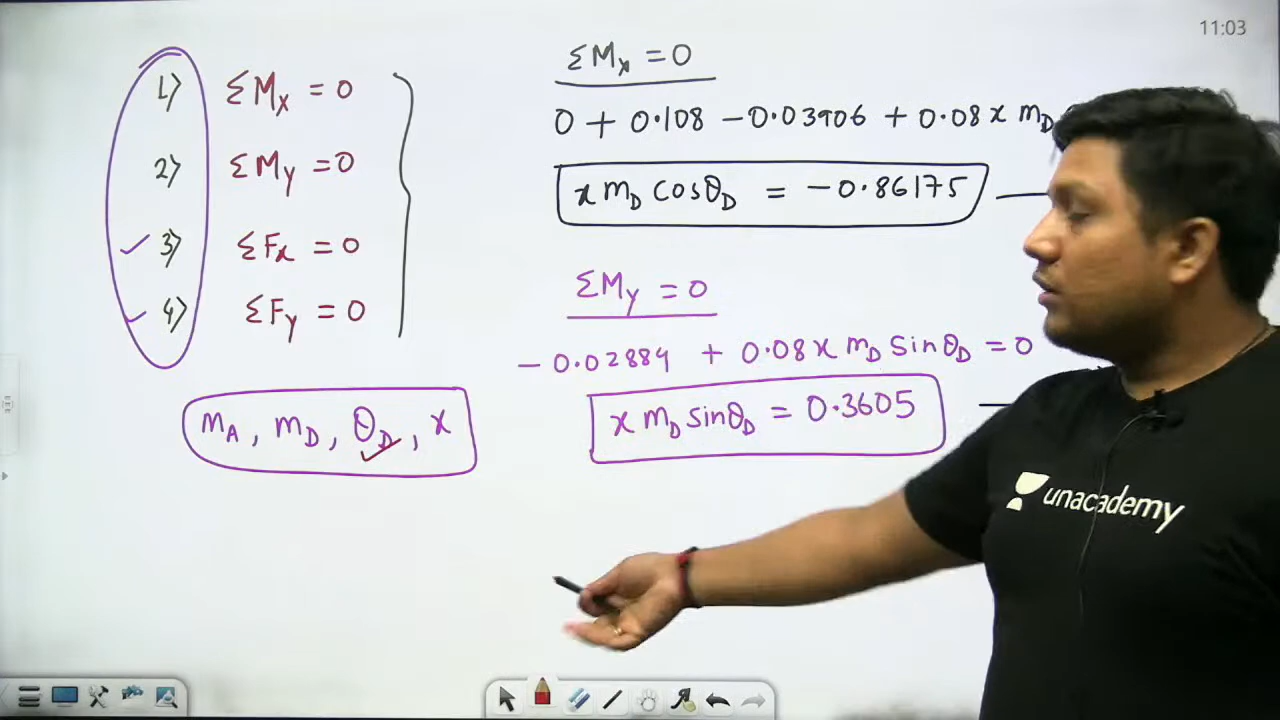 11:03
1) ΣMx = 0
2) ΣMy = 0
✓ 3) ΣFx = 0
✓ 4) ΣFy = 0
mA, mD, θD, x
ΣMx = 0
0 + 0.108 - 0.03906 + 0.08 x mD
x mD cosθD = -0.86175
ΣMy = 0
- 0.02884 + 0.08 x mD sinθD = 0
x mD sinθD = 0.3605
unacademy